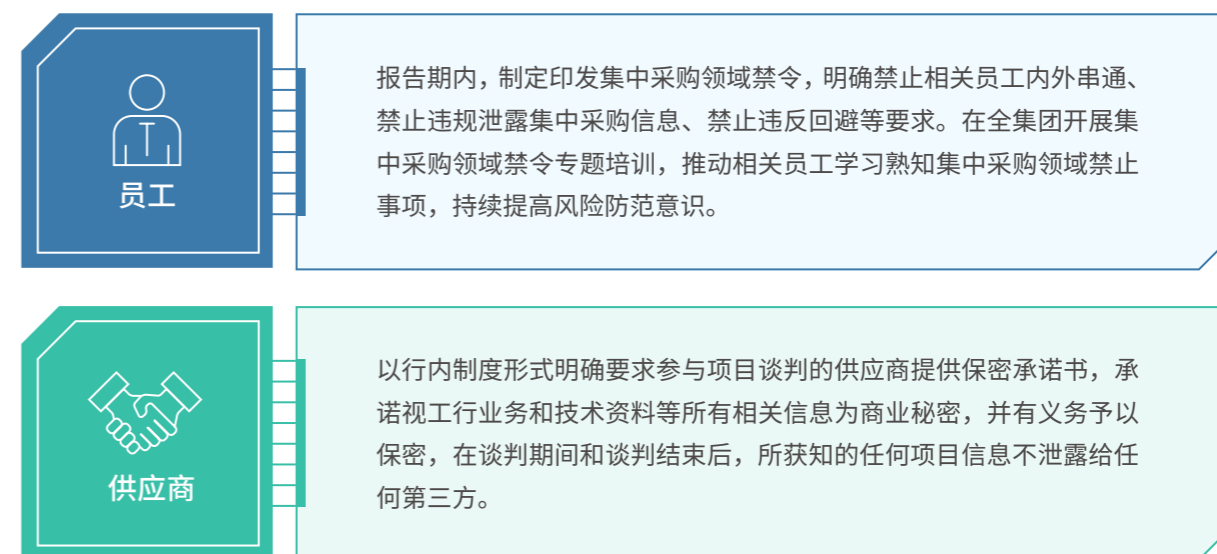 员工
报告期内，制定印发集中采购领域禁令，明确禁止相关员工内外串通、
禁止违规泄露集中采购信息、禁止违反回避等要求。在全集团开展集
中采购领域禁令专题培训，推动相关员工学习熟知集中采购领域禁止
事项，持续提高风险防范意识。
供应商
以行内制度形式明确要求参与项目谈判的供应商提供保密承诺书，承
诺视工行业务和技术资料等所有相关信息为商业秘密，并有义务予以
保密，在谈判期间和谈判结束后，所获知的任何项目信息不泄露给任
何第三方。